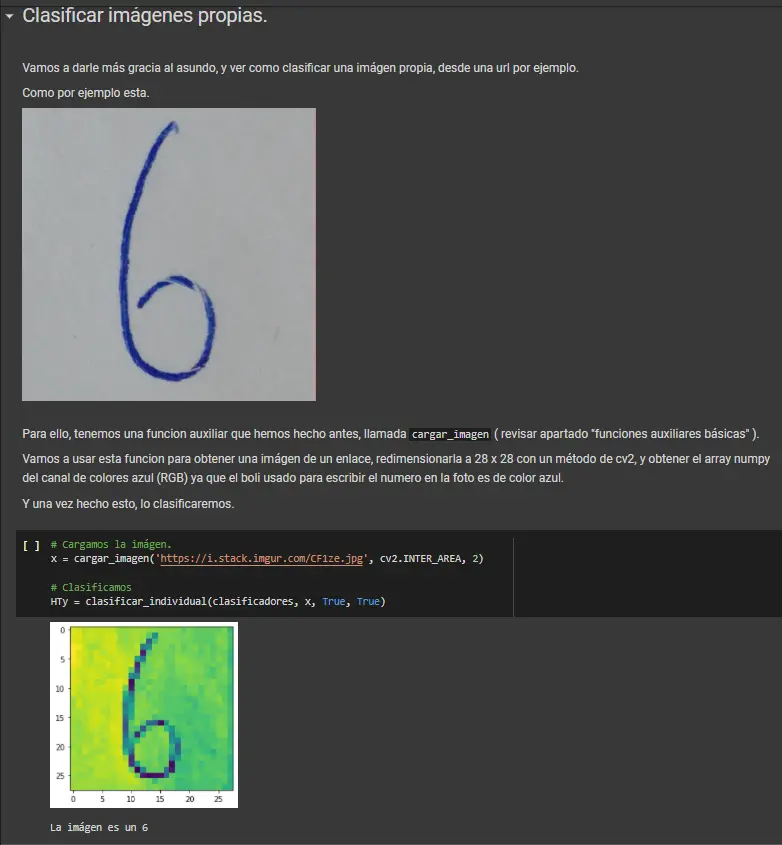 Clasificar imágenes propias.
Vamos a darle más gracia al asundo, y ver como clasificar una imágen propia, desde una url por ejemplo.
Como por ejemplo esta.
6
Para ello, tenemos una funcion auxiliar que hemos hecho antes, llamada cargar_imagen ( revisar apartado "funciones auxiliares básicas" ).
Vamos a usar esta funcion para obtener una imágen de un enlace, redimensionarla a 28 x 28 con un método de cv2, y obtener el array numpy
del canal de colores azul (RGB) ya que el boli usado para escribir el numero en la foto es de color azul.
Y una vez hecho esto, lo clasificaremos.
[ ] # Cargamos la imágen.
x = cargar_imagen('https://i.stack.imgur.com/CF1ze.jpg', cv2.INTER_AREA, 2)
# Clasificamos
HTy = clasificar_individual(clasificadores, x, True, True)
0
5
10
15
20
25
0 5 10 15 20 25
6
La imágen es un 6